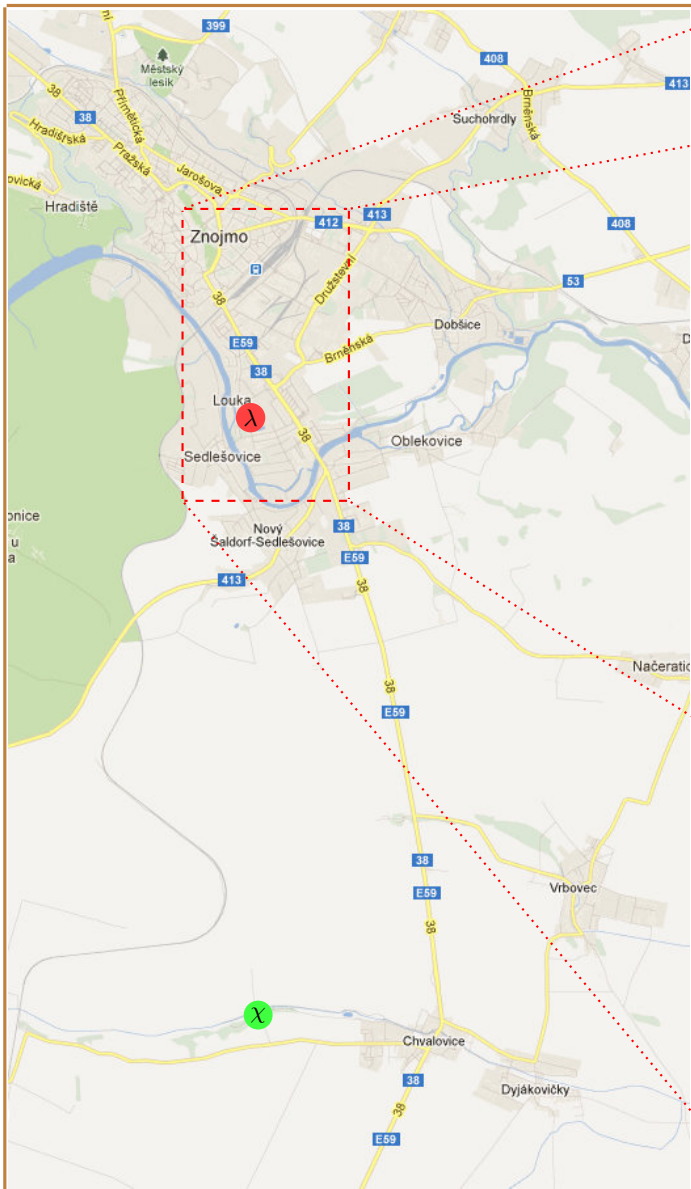 399
Městský
lesík
408
413
38
Přímětická
Brněnská
Suchohrdly
38
Hradišrská
Pražská
Jarošova
Hradiště
412
413
408
Znojmo
Družstevní
53
38
Dobšice
E59
Brněnská
38
Louka
λ
38
Oblekovice
Sedlešovice
Nový
Šaldorf-Sedlešovice
38
E59
413
38
E59
38
Vrbovec
E59
38
χ
Chvalovice
38
Dyjákovičky
38
E59